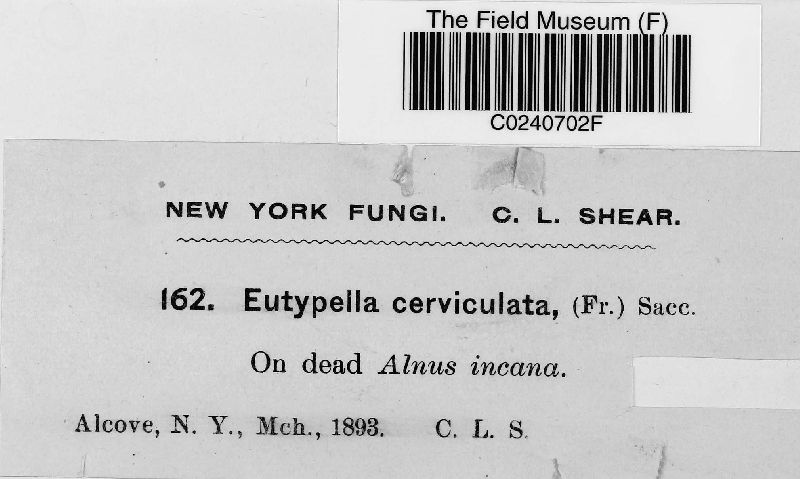 The Field Museum (F)
C0240702F
NEW YORK FUNGI. C. L. SHEAR.
162. Eutypella cerviculata, (Fr.) Sacc.
On dead Alnus incana.
Alcove, N. Y., Mch., 1893. C. L. S.